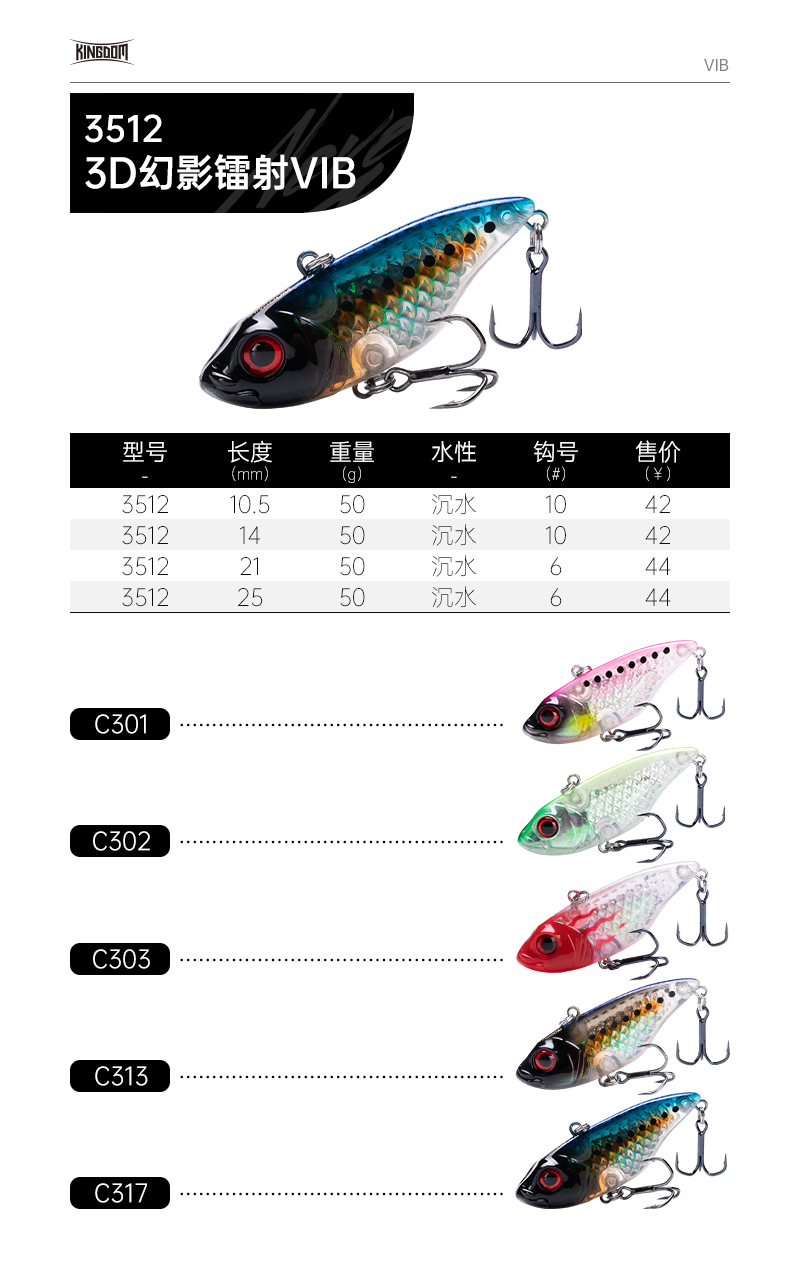 KINGDOM
VIB
3512
3D幻影镭射VIB
型号 长度 重量 水性 钩号 售价
- (mm) (g) - (#) (¥)
3512 10.5 50 沉水 10 42
3512 14 50 沉水 10 42
3512 21 50 沉水 6 44
3512 25 50 沉水 6 44
C301
C302
C303
C313
C317